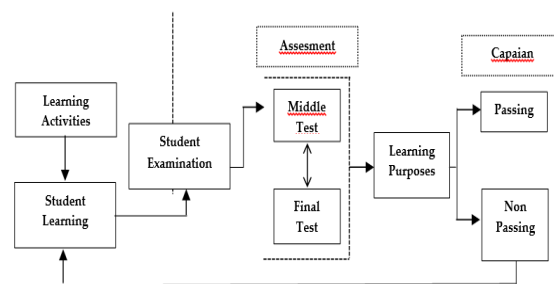 Assesment
Capaian
Learning
Activities
Student
Examination
Middle
Test
Learning
Purposes
Passing
Student
Learning
Final
Test
Non
Passing